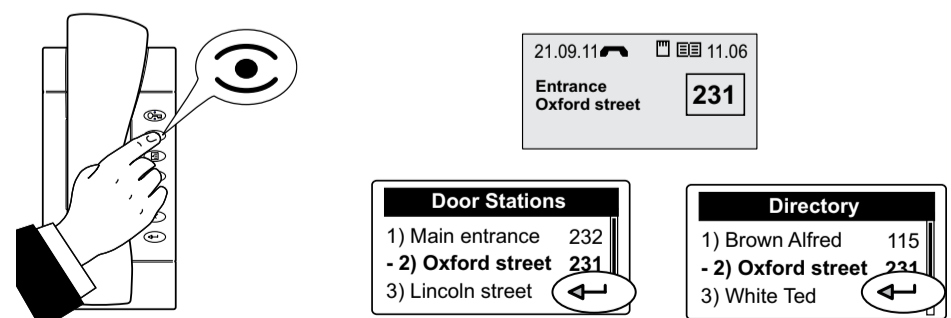 21.09.11 11.06
Entrance
Oxford street
231
Door Stations
1) Main entrance 232
- 2) Oxford street 231
3) Lincoln street
Directory
1) Brown Alfred 115
- 2) Oxford street 231
3) White Ted